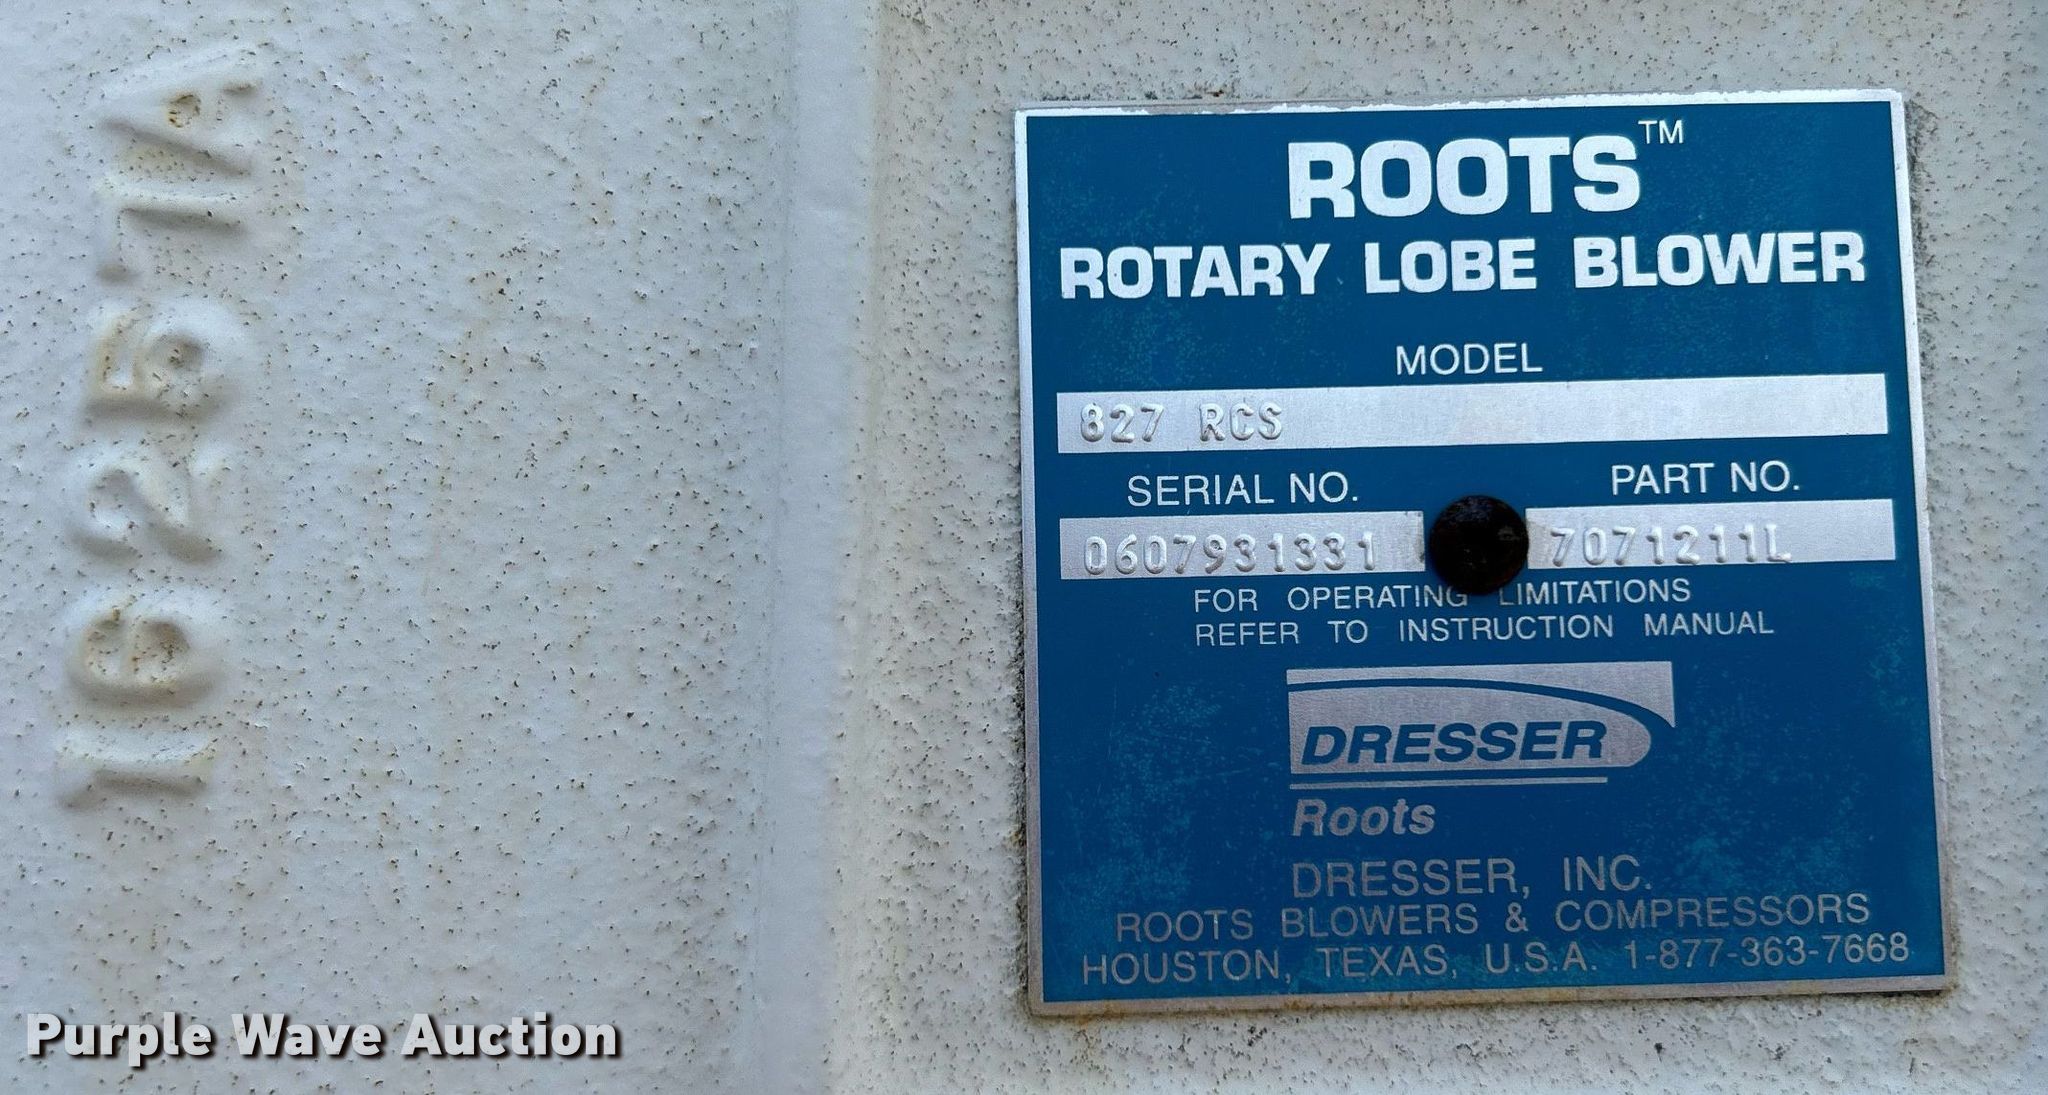 1625-1A
ROOTS™
ROTARY LOBE BLOWER
MODEL
827 RCS
SERIAL NO. PART NO.
0607931331 7071211L
FOR OPERATING LIMITATIONS
REFER TO INSTRUCTION MANUAL
DRESSER
Roots
DRESSER, INC.
ROOTS BLOWERS & COMPRESSORS
HOUSTON, TEXAS, U.S.A. 1-877-363-7668
Purple Wave Auction